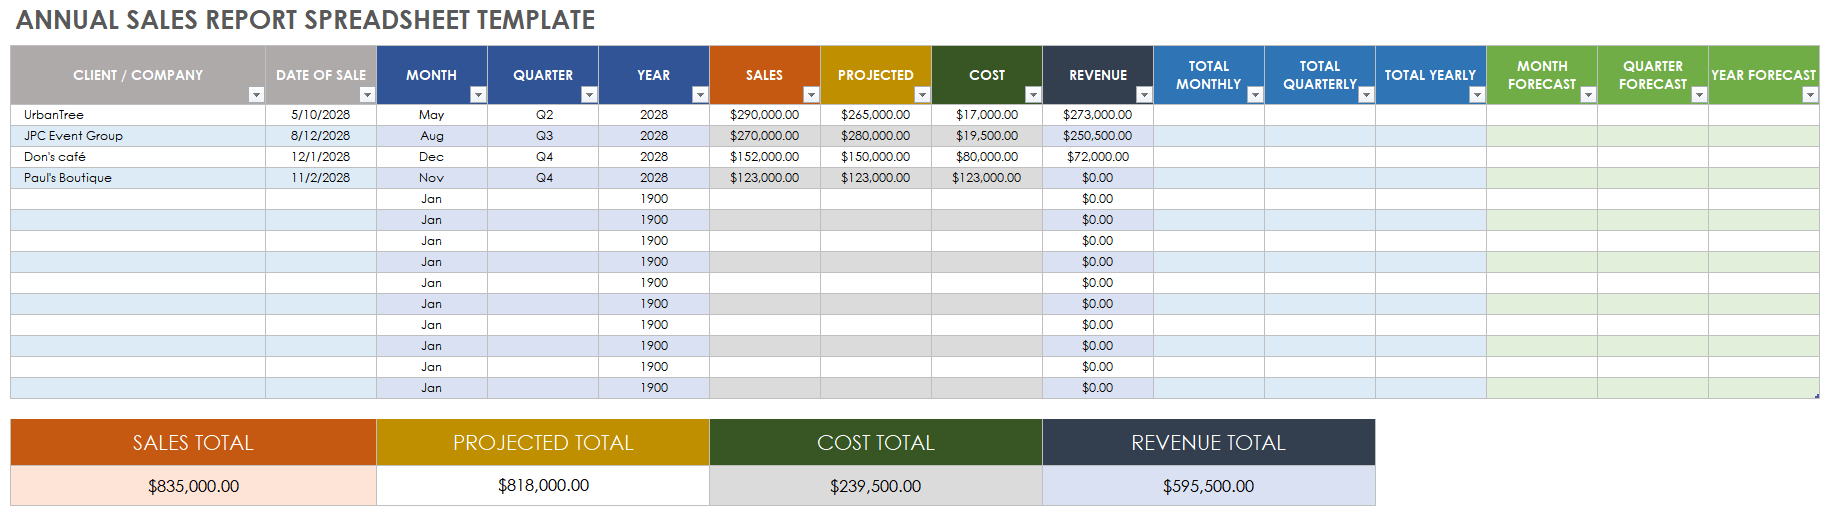 ANNUAL SALES REPORT SPREADSHEET TEMPLATE
CLIENT / COMPANY DATE OF SALE MONTH QUARTER YEAR SALES PROJECTED COST REVENUE TOTAL MONTHLY TOTAL QUARTERLY TOTAL YEARLY MONTH FORECAST QUARTER FORECAST YEAR FORECAST
UrbanTree 5/10/2028 May Q2 2028 $290,000.00 $265,000.00 $17,000.00 $273,000.00
JPC Event Group 8/12/2028 Aug Q3 2028 $270,000.00 $280,000.00 $19,500.00 $250,500.00
Don's café 12/1/2028 Dec Q4 2028 $152,000.00 $150,000.00 $80,000.00 $72,000.00
Paul's Boutique 11/2/2028 Nov Q4 2028 $123,000.00 $123,000.00 $123,000.00 $0.00
Jan 1900 $0.00
Jan 1900 $0.00
Jan 1900 $0.00
Jan 1900 $0.00
Jan 1900 $0.00
Jan 1900 $0.00
Jan 1900 $0.00
Jan 1900 $0.00
Jan 1900 $0.00
Jan 1900 $0.00
SALES TOTAL PROJECTED TOTAL COST TOTAL REVENUE TOTAL
$835,000.00 $818,000.00 $239,500.00 $595,500.00